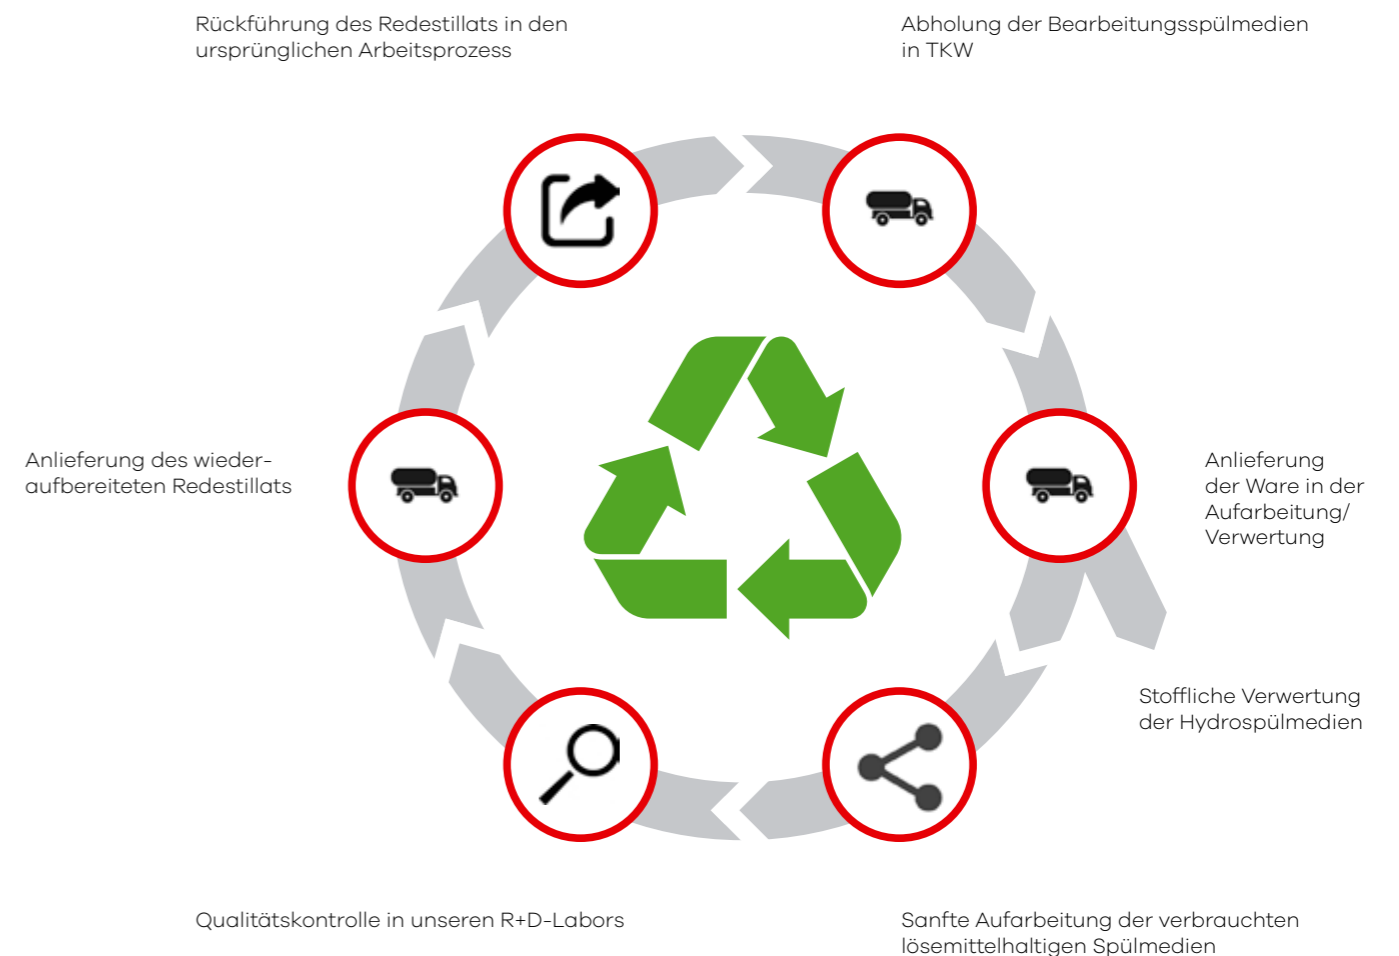 Rückführung des Redestillats in den
ursprünglichen Arbeitsprozess
Abholung der Bearbeitungsspülmedien
in TKW
Anlieferung des wieder-
aufbereiteten Redestillats
Anlieferung
der Ware in der
Aufarbeitung/
Verwertung
Stoffliche Verwertung
der Hydrospülmedien
Qualitätskontrolle in unseren R+D-Labors
Sanfte Aufarbeitung der verbrauchten
lösemittelhaltigen Spülmedien